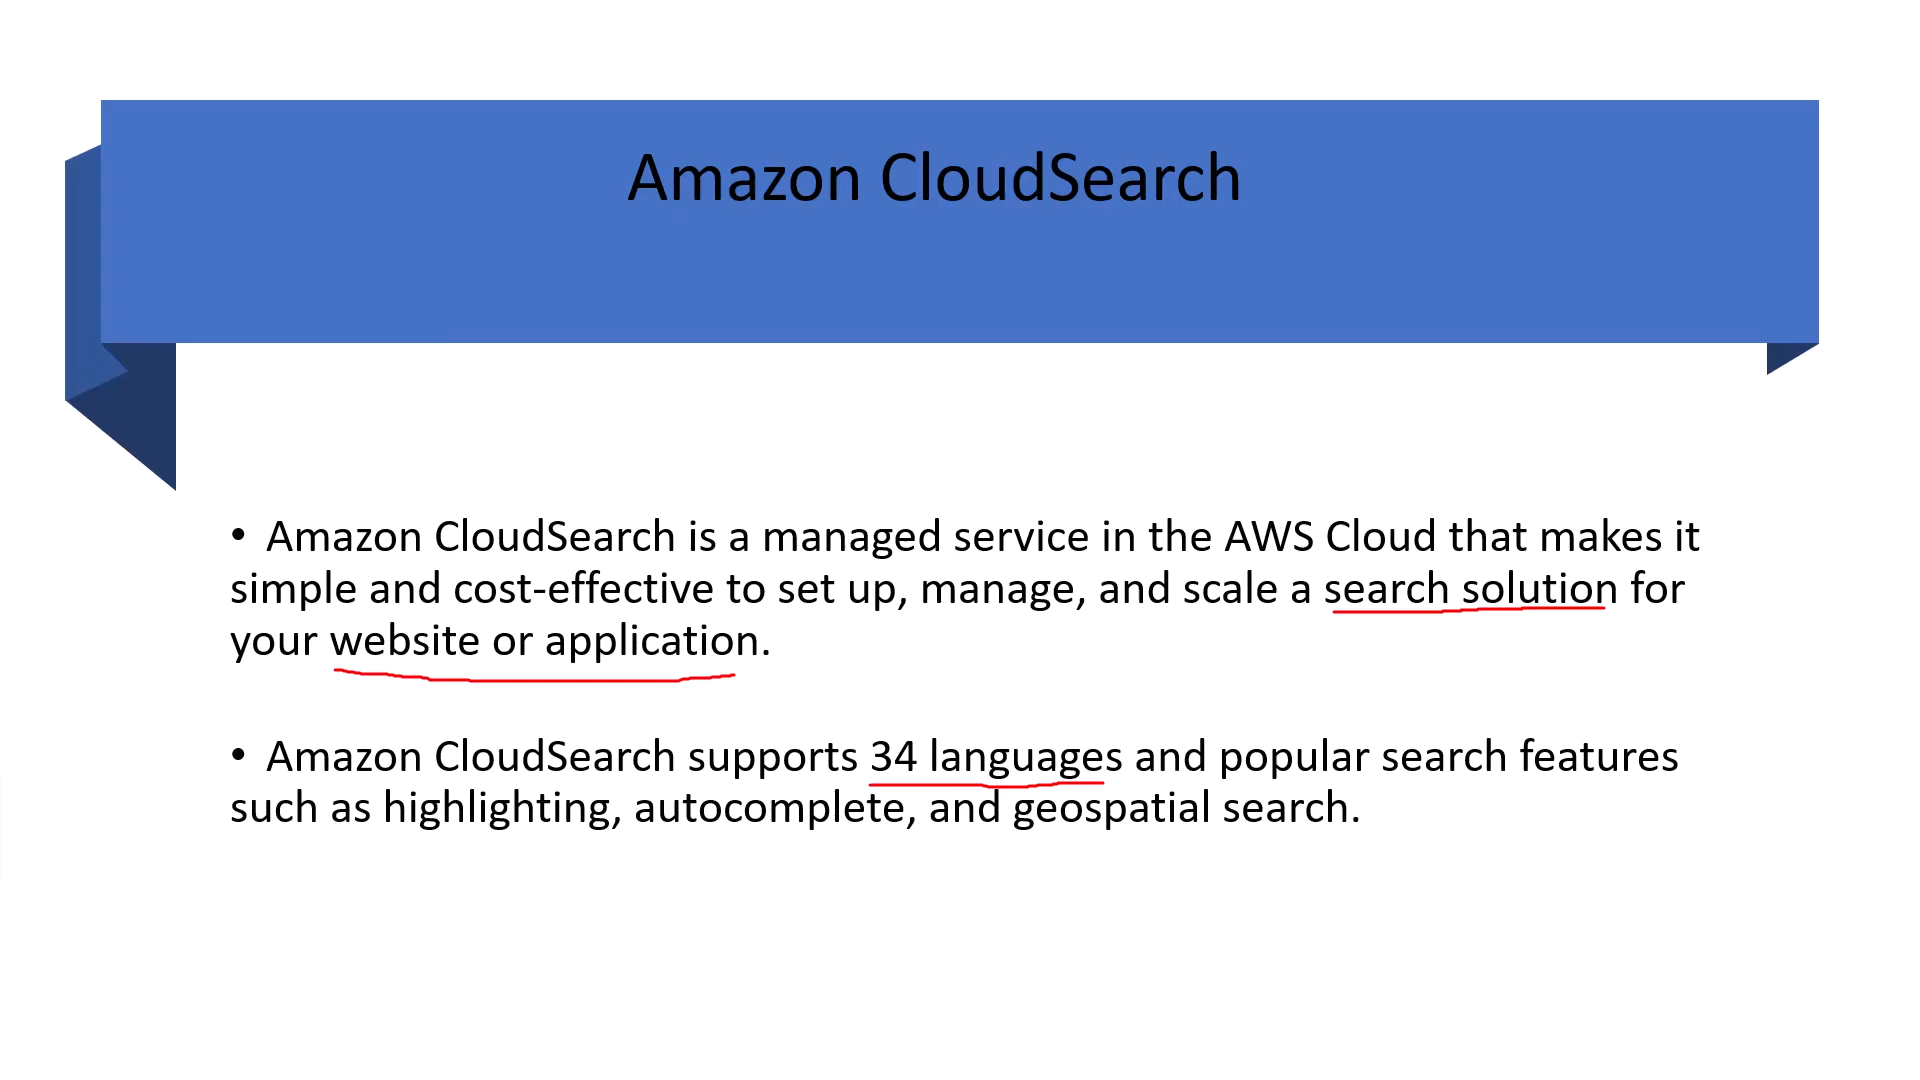 Amazon CloudSearch
• Amazon CloudSearch is a managed service in the AWS Cloud that makes it
simple and cost-effective to set up, manage, and scale a search solution for
your website or application.
• Amazon CloudSearch supports 34 languages and popular search features
such as highlighting, autocomplete, and geospatial search.